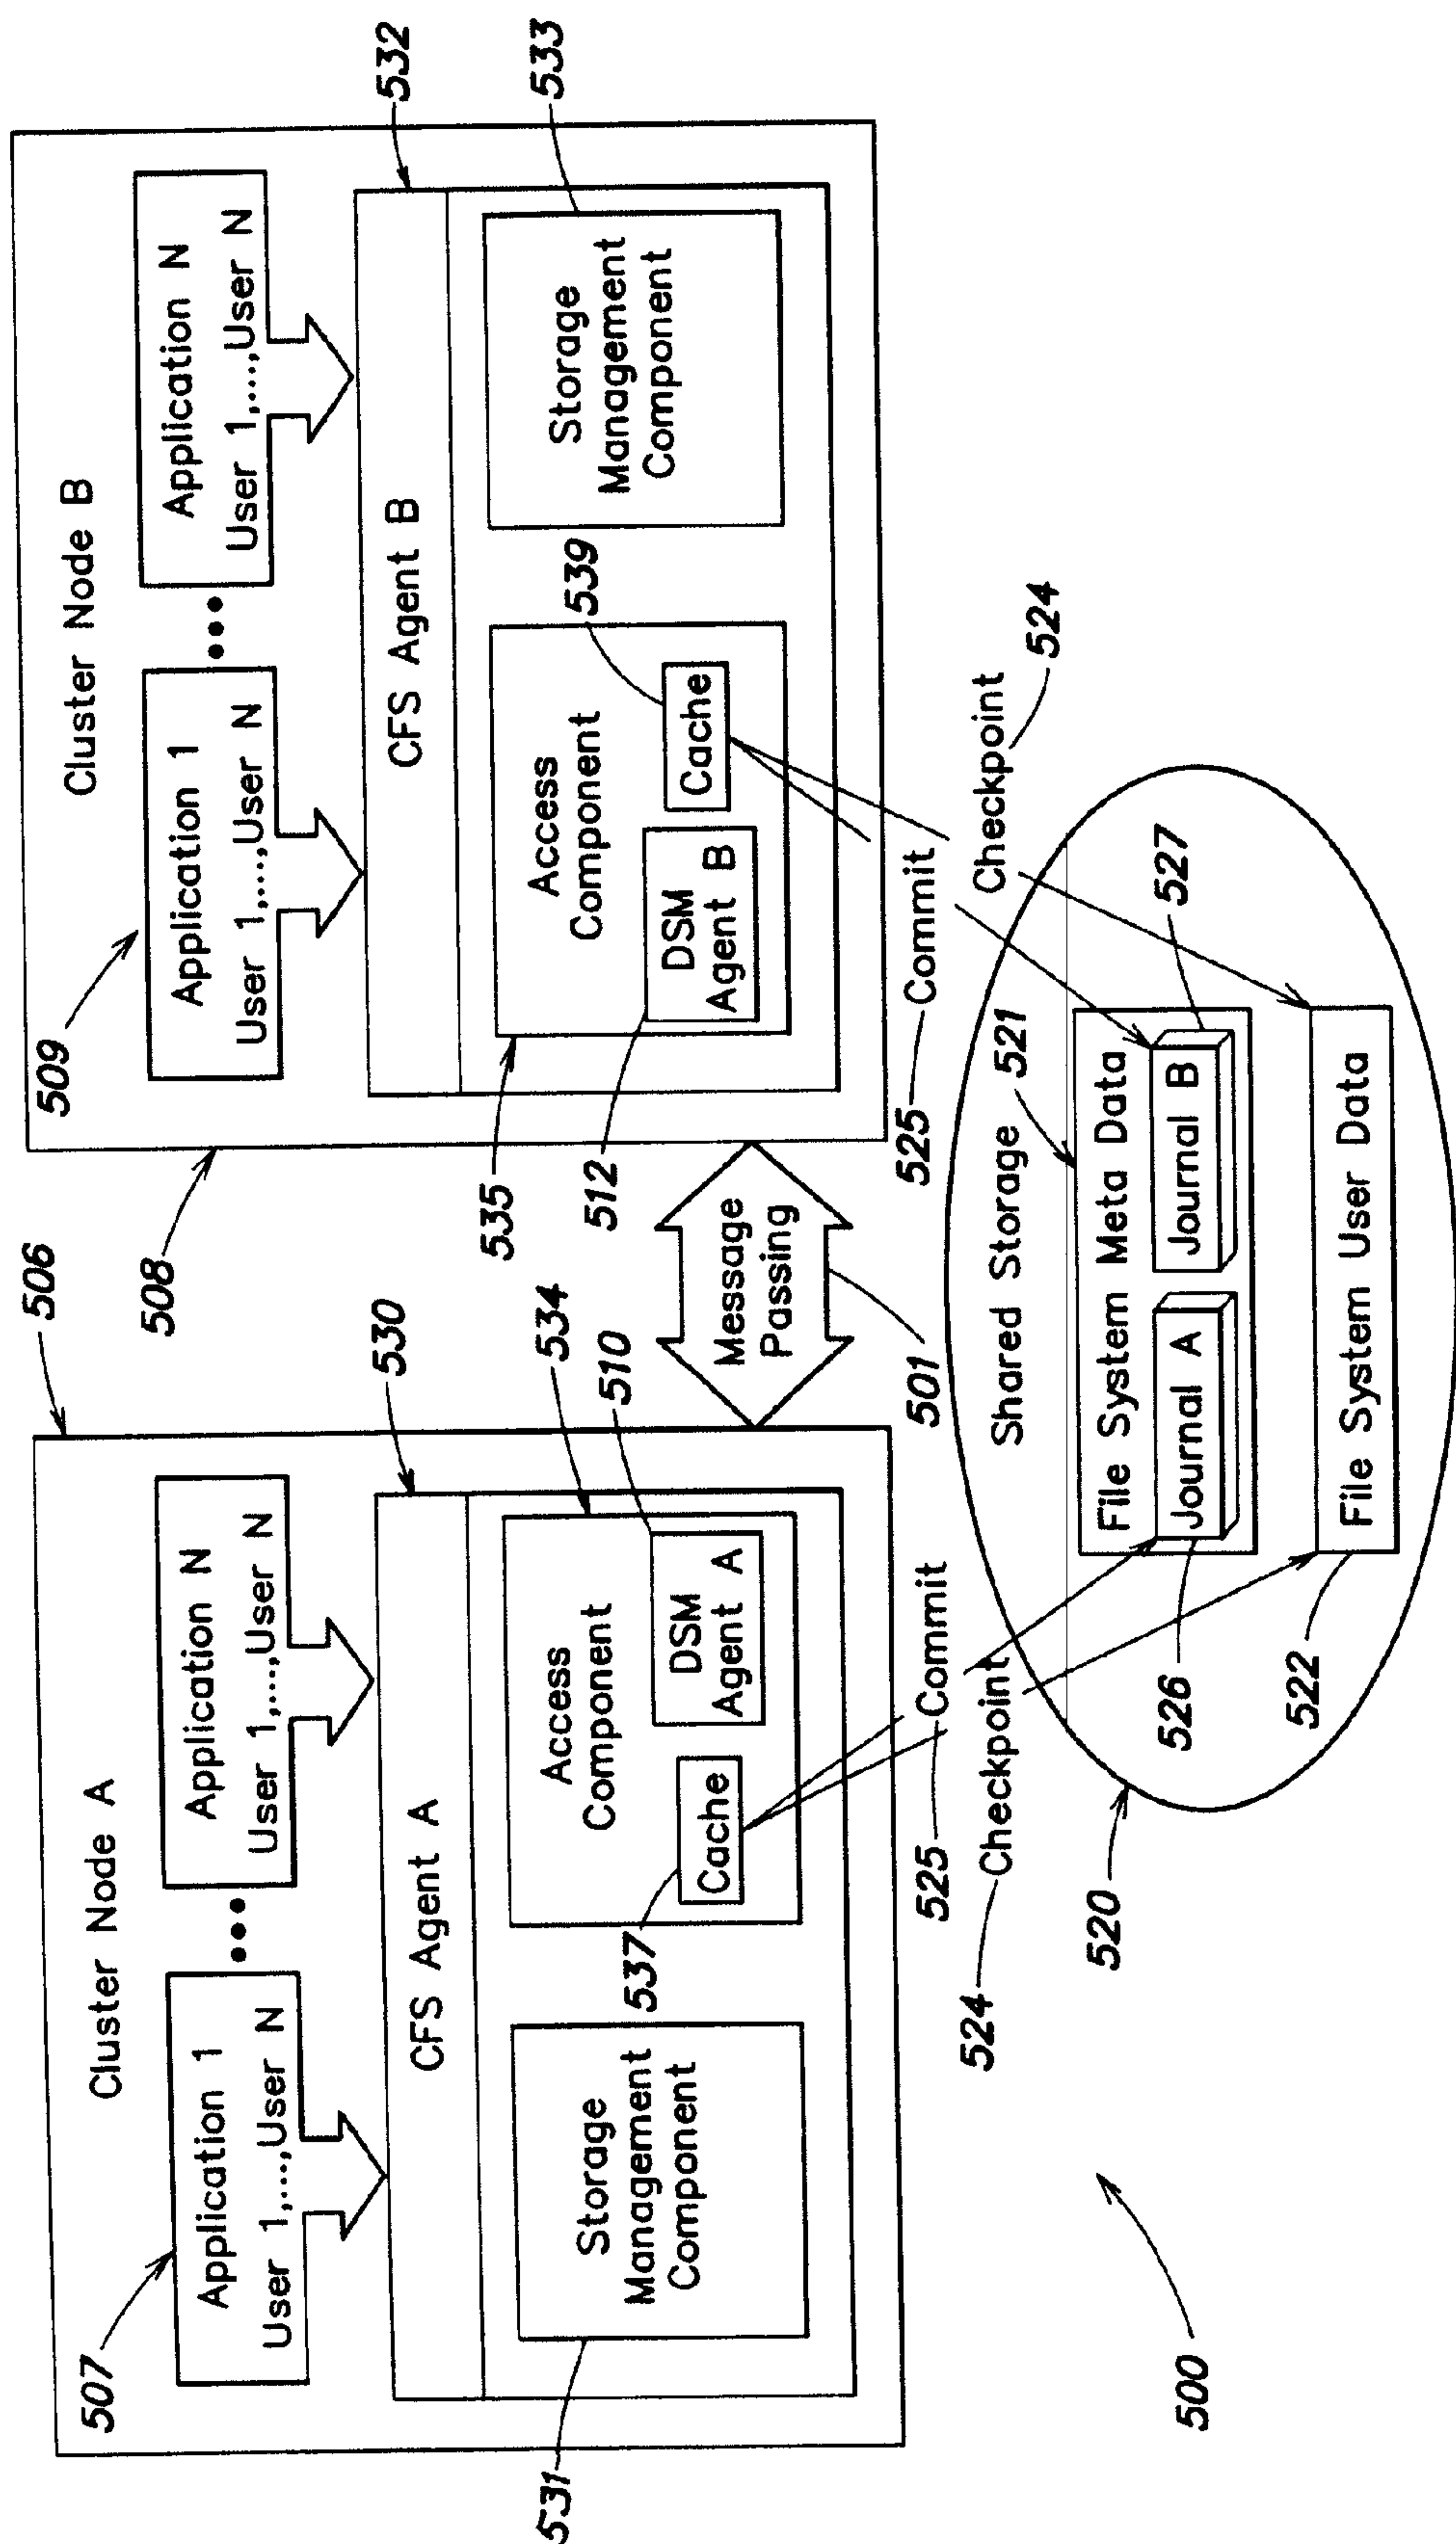 506
Cluster Node A
507
Application 1
User 1,...,User N
•••
Application N
User 1,....,User N
530
CFS Agent A
534
531
Storage
Management
Component
537
Access
Component
Cache
DSM
Agent A
510
508
Cluster Node B
509
Application 1
User 1,....,User N
•••
Application N
User 1,....,User N
532
CFS Agent B
533
535
512
Access
Component
DSM
Agent B
Cache
539
Storage
Management
Component
Message
Passing
501
525
Commit
524
Checkpoint
525
Commit
Checkpoint
524
520
Shared Storage
521
File System Meta Data
Journal A
Journal B
526
527
522
File System User Data
500